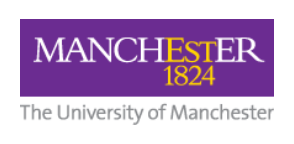 MANCHEStER
1824
The University of Manchester